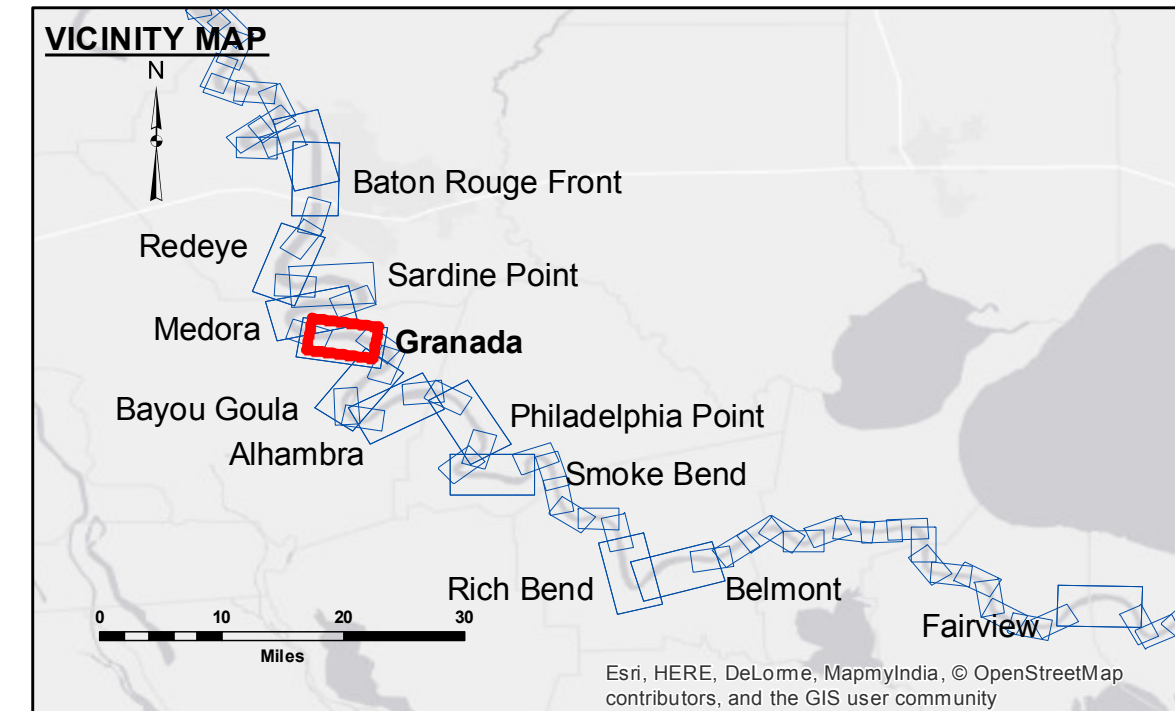 VICINITY MAP
N
Baton Rouge Front
Redeye
Sardine Point
Medora
Granada
Bayou Goula
Philadelphia Point
Alhambra
Smoke Bend
Rich Bend
Belmont
Fairview
0 10 20 30
Miles
Esri, HERE, DeLorme, MapmyIndia, © OpenStreetMap
contributors, and the GIS user community